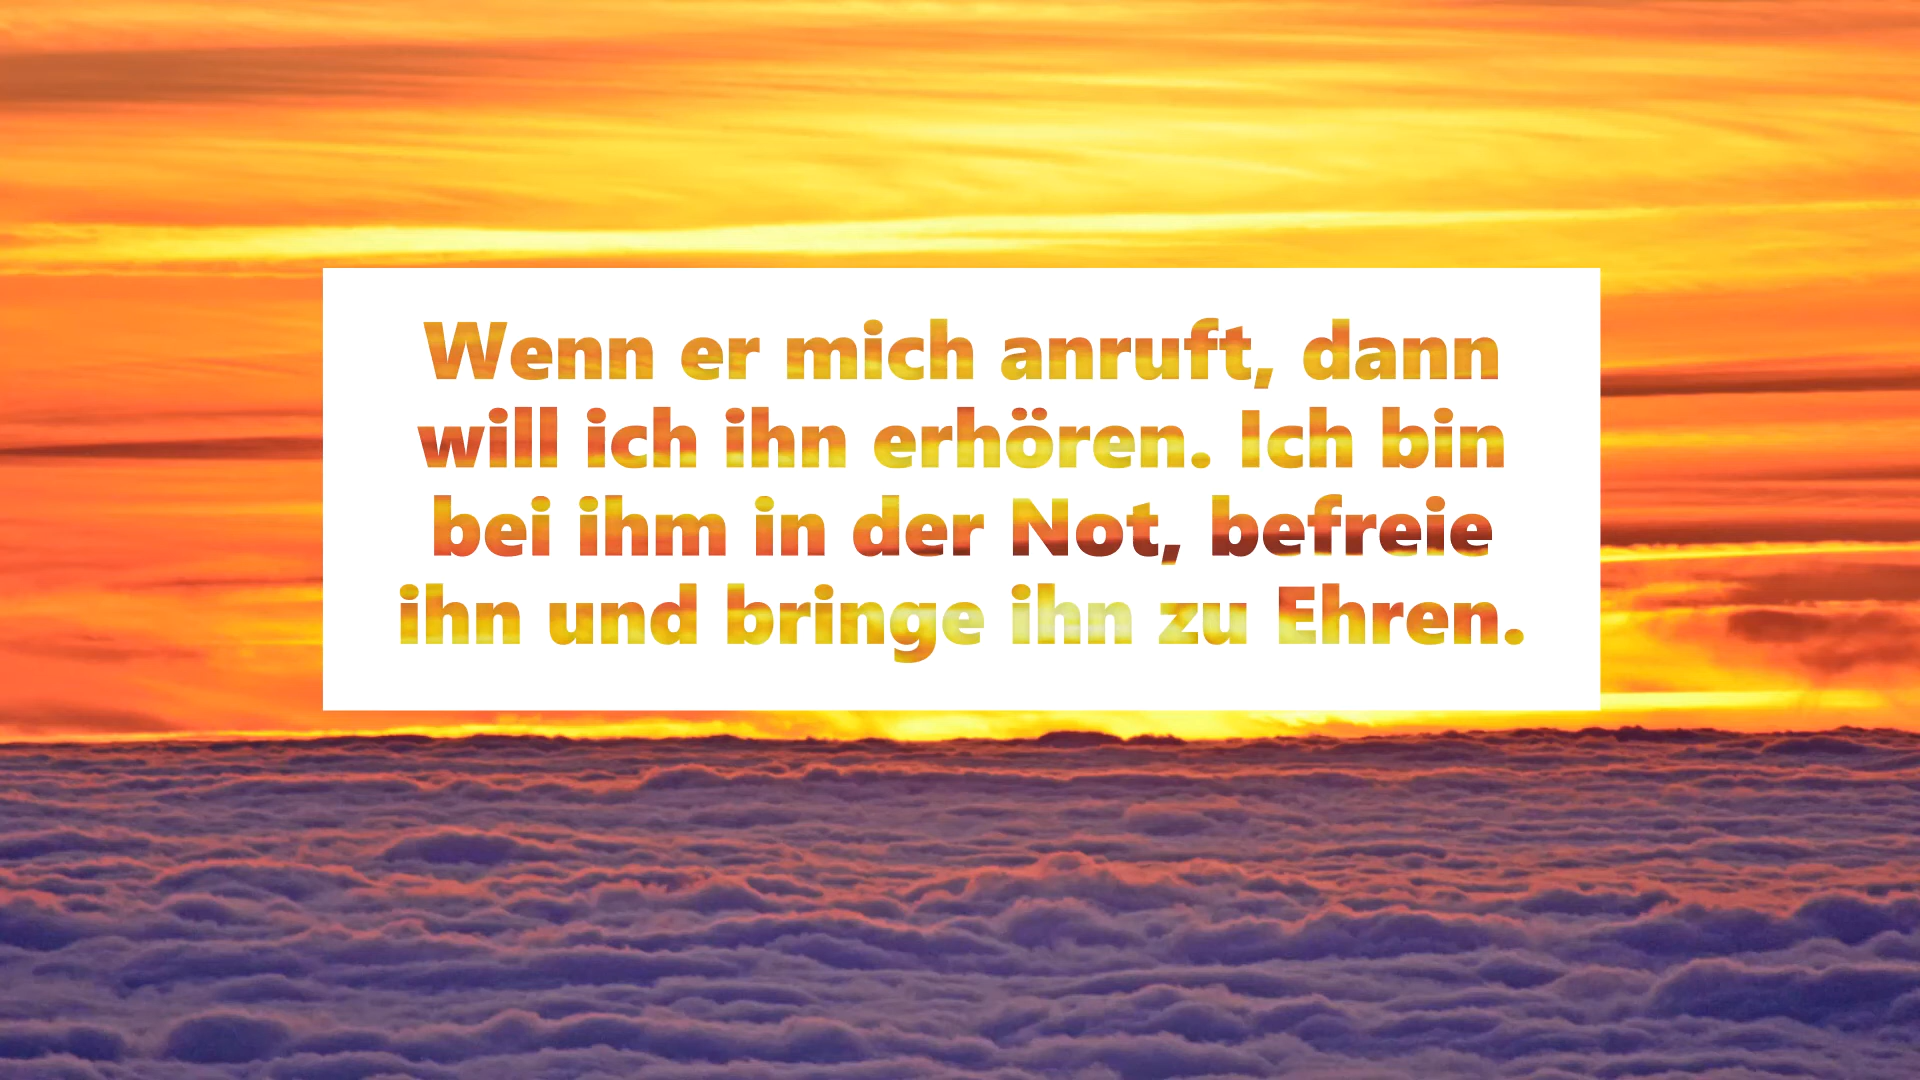 Wenn er mich anruft, dann
will ich ihn erhören. Ich bin
bei ihm in der Not, befreie
ihn und bringe ihn zu Ehren.